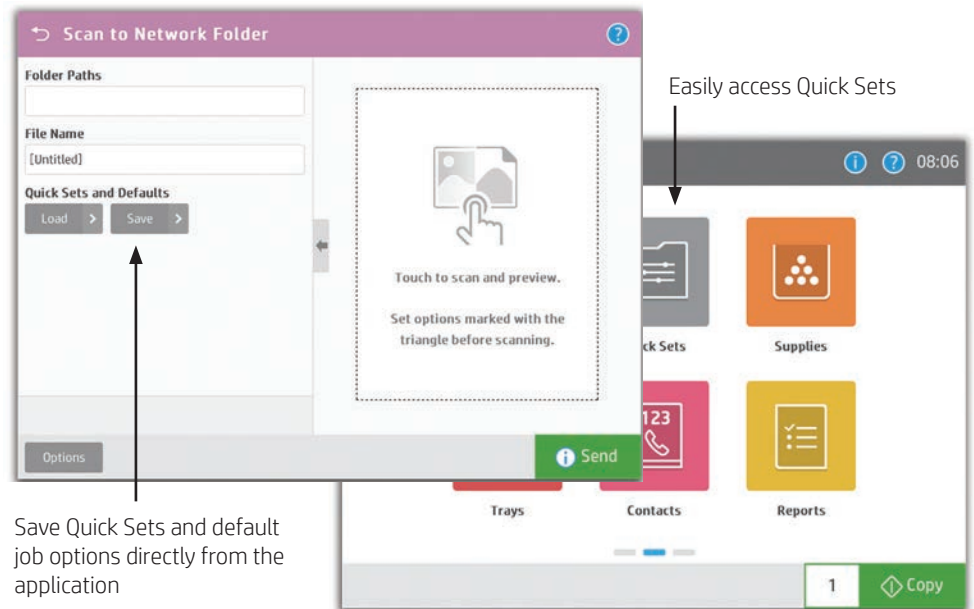 Scan to Network Folder
?
Folder Paths
File Name
[Untitled]
Quick Sets and Defaults
Load >
Save >
Touch to scan and preview.
Set options marked with the
triangle before scanning.
Options
i Send
Save Quick Sets and default
job options directly from the
application
Easily access Quick Sets
i ? 08:06
ck Sets
Supplies
123
Trays
Contacts
Reports
1
Copy